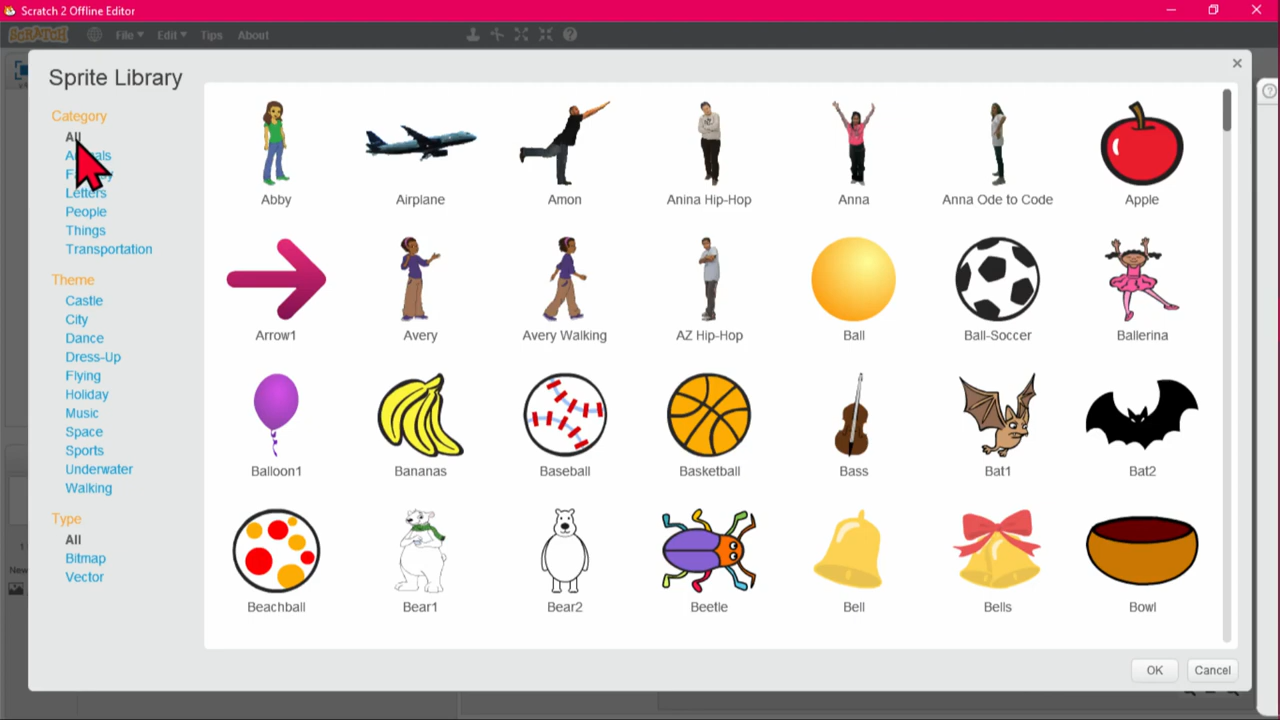 Scratch 2 Offline Editor
SCRATCH File Edit Tips About
Sprite Library
Category
All
Letters
People
Things
Transportation
Theme
Castle
City
Dance
Dress-Up
Flying
Holiday
Music
Space
Sports
Underwater
Walking
Type
All
Bitmap
Vector
Abby Airplane Amon Anina Hip-Hop Anna Anna Ode to Code Apple
Arrow1 Avery Avery Walking AZ Hip-Hop Ball Ball-Soccer Ballerina
Balloon1 Bananas Baseball Basketball Bass Bat1 Bat2
Beachball Bear1 Bear2 Beetle Bell Bells Bowl
OK Cancel
1
New